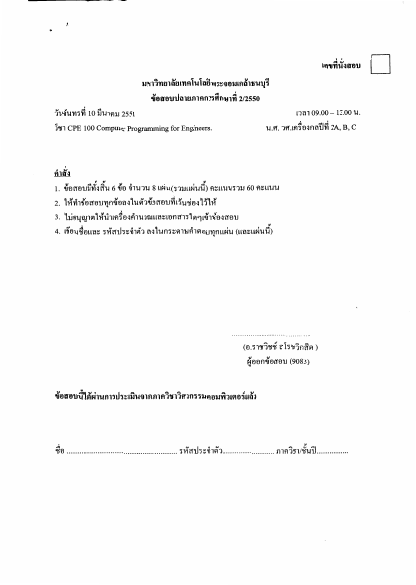 เลขที่นั่งสอบ
มหาวิทยาลัยเทคโนโลยีพระจอมเกล้าธนบุรี
ข้อสอบปลายภาคการศึกษาที่ 2/2550
วันจันทร์ที่ 10 มีนาคม 2551 เวลา 09.00 – 12.00 น.
วิชา CPE 100 Computer Programming for Engineers. น.ศ. วศ.เครื่องกลปีที่ 2A, B, C
คำสั่ง
1. ข้อสอบมีทั้งสิ้น 6 ข้อ จำนวน 8 แผ่น(รวมแผ่นนี้) คะแนนรวม 60 คะแนน
2. ให้ทำข้อสอบทุกข้อลงในตัวข้อสอบที่เว้นช่องไว้ให้
3. ไม่อนุญาตให้นำเครื่องคำนวณและเอกสารใดๆเข้าห้องสอบ
4. เขียนชื่อและ รหัสประจำตัว ลงในกระดาษคำตอบทุกแผ่น (และแผ่นนี้)
(อ.ราชวิชช์ สโรชวิกสิต )
ผู้ออกข้อสอบ (9083)
ข้อสอบนี้ได้ผ่านการประเมินจากภาควิชาวิศวกรรมคอมพิวเตอร์แล้ว
ชื่อ .................................................. รหัสประจำตัว....................... ภาควิชา/ชั้นปี..............